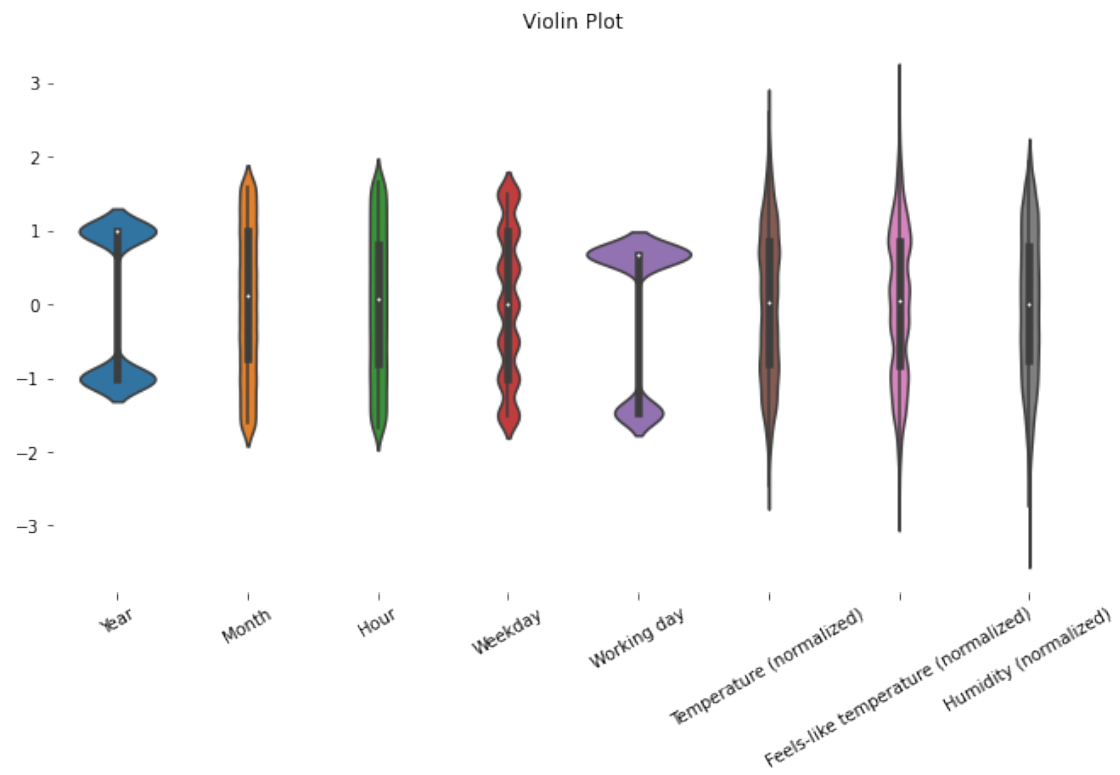 Violin Plot
3
2
1
0
−1
−2
−3
Year
Month
Hour
Weekday
Working day
Temperature (normalized)
Feels-like temperature (normalized)
Humidity (normalized)